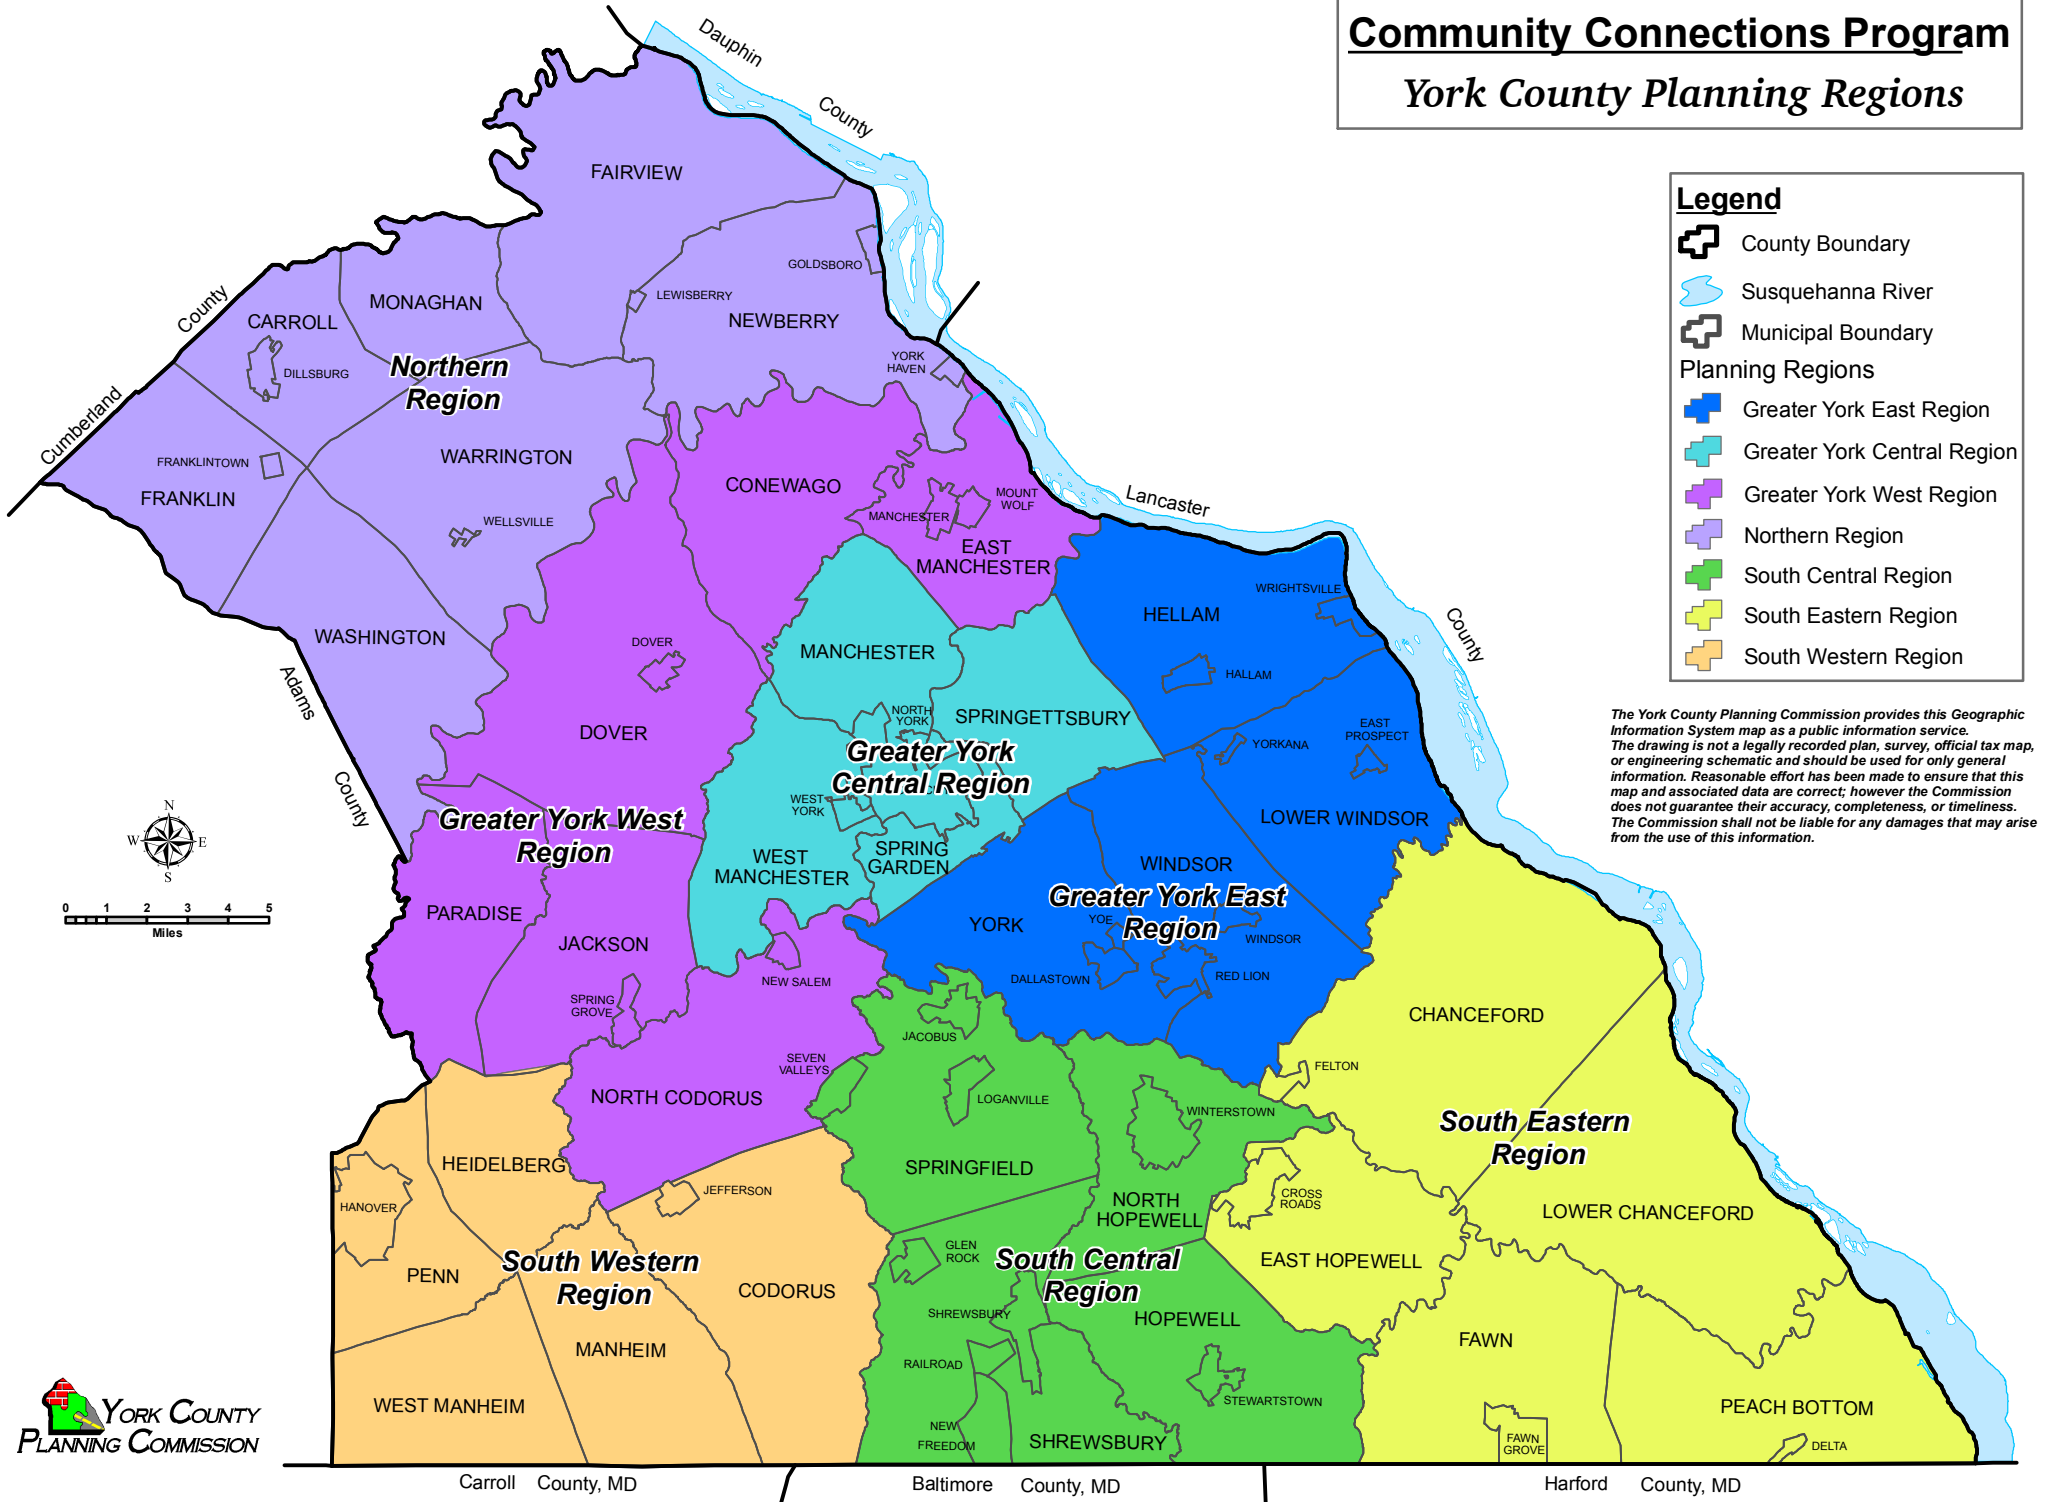 Community Connections Program
York County Planning Regions
Legend
County Boundary
Susquehanna River
Municipal Boundary
Planning Regions
Greater York East Region
Greater York Central Region
Greater York West Region
Northern Region
South Central Region
South Eastern Region
South Western Region
The York County Planning Commission provides this Geographic
Information System map as a public information service.
The drawing is not a legally recorded plan, survey, official tax map,
or engineering schematic and should be used for only general
information. Reasonable effort has been made to ensure that this
map and associated data are correct; however the Commission
does not guarantee their accuracy, completeness, or timeliness.
The Commission shall not be liable for any damages that may arise
from the use of this information.
Dauphin
County
FAIRVIEW
GOLDSBORO
LEWISBERRY
NEWBERRY
YORK
HAVEN
MONAGHAN
CARROLL
DILLSBURG
County
Cumberland
Northern
Region
FRANKLINTOWN
FRANKLIN
WARRINGTON
WELLSVILLE
WASHINGTON
Adams
County
CONEWAGO
MANCHESTER
MOUNT
WOLF
EAST
MANCHESTER
Lancaster
County
DOVER
DOVER
Greater York West
Region
PARADISE
JACKSON
SPRING
GROVE
NEW SALEM
NORTH CODORUS
SEVEN
VALLEYS
MANCHESTER
NORTH
YORK
SPRINGETTSBURY
Greater York
Central Region
WEST
YORK
WEST
MANCHESTER
SPRING
GARDEN
HELLAM
WRIGHTSVILLE
HALLAM
YORKANA
EAST
PROSPECT
LOWER WINDSOR
WINDSOR
Greater York East
Region
YORK
YOE
WINDSOR
DALLASTOWN
RED LION
JACOBUS
LOGANVILLE
SPRINGFIELD
WINTERSTOWN
NORTH
HOPEWELL
GLEN
ROCK
South Central
Region
SHREWSBURY
HOPEWELL
RAILROAD
STEWARTSTOWN
NEW
FREEDOM
SHREWSBURY
CHANCEFORD
FELTON
South Eastern
Region
CROSS
ROADS
LOWER CHANCEFORD
EAST HOPEWELL
FAWN
PEACH BOTTOM
FAWN
GROVE
DELTA
HEIDELBERG
HANOVER
JEFFERSON
PENN
South Western
Region
CODORUS
MANHEIM
WEST MANHEIM
N
W
E
S
0 1 2 3 4 5
Miles
YORK COUNTY
PLANNING COMMISSION
Carroll County, MD
Baltimore County, MD
Harford County, MD